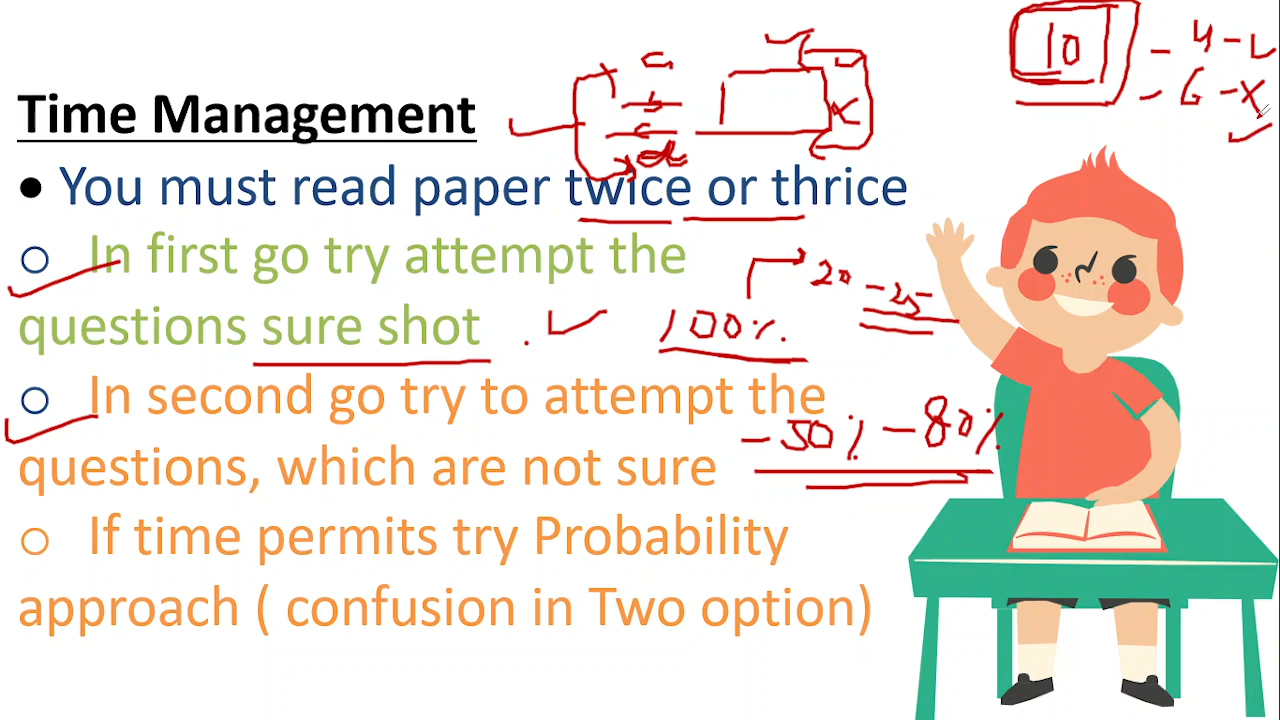 10 - 4 - ✓
- 6 - X
a
b
c
d
X
Time Management
• You must read paper twice or thrice
o In first go try attempt the
20 - 25 -
questions sure shot . ✓ 100%.
o In second go try to attempt the
- 50% - 80%
questions, which are not sure
o If time permits try Probability
approach ( confusion in Two option)